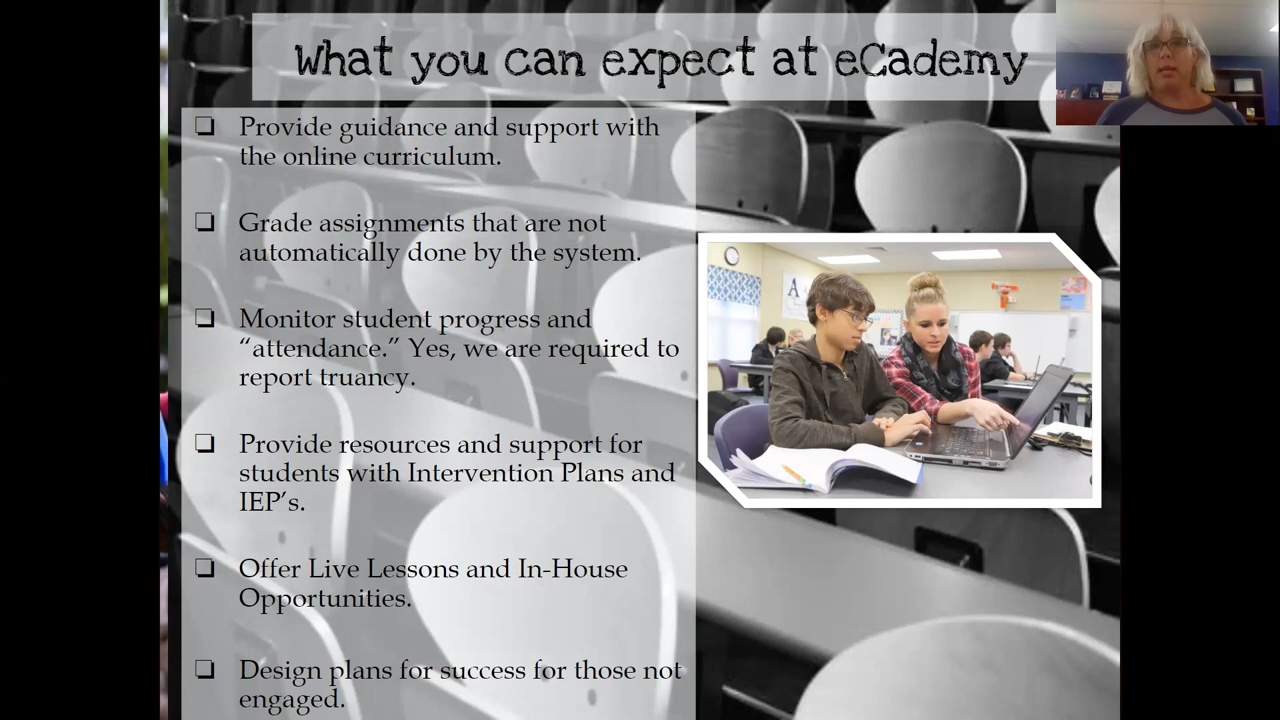 What you can expect at eCademy
❑ Provide guidance and support with
the online curriculum.
❑ Grade assignments that are not
automatically done by the system.
❑ Monitor student progress and
“attendance.” Yes, we are required to
report truancy.
❑ Provide resources and support for
students with Intervention Plans and
IEP’s.
❑ Offer Live Lessons and In-House
Opportunities.
❑ Design plans for success for those not
engaged.
A